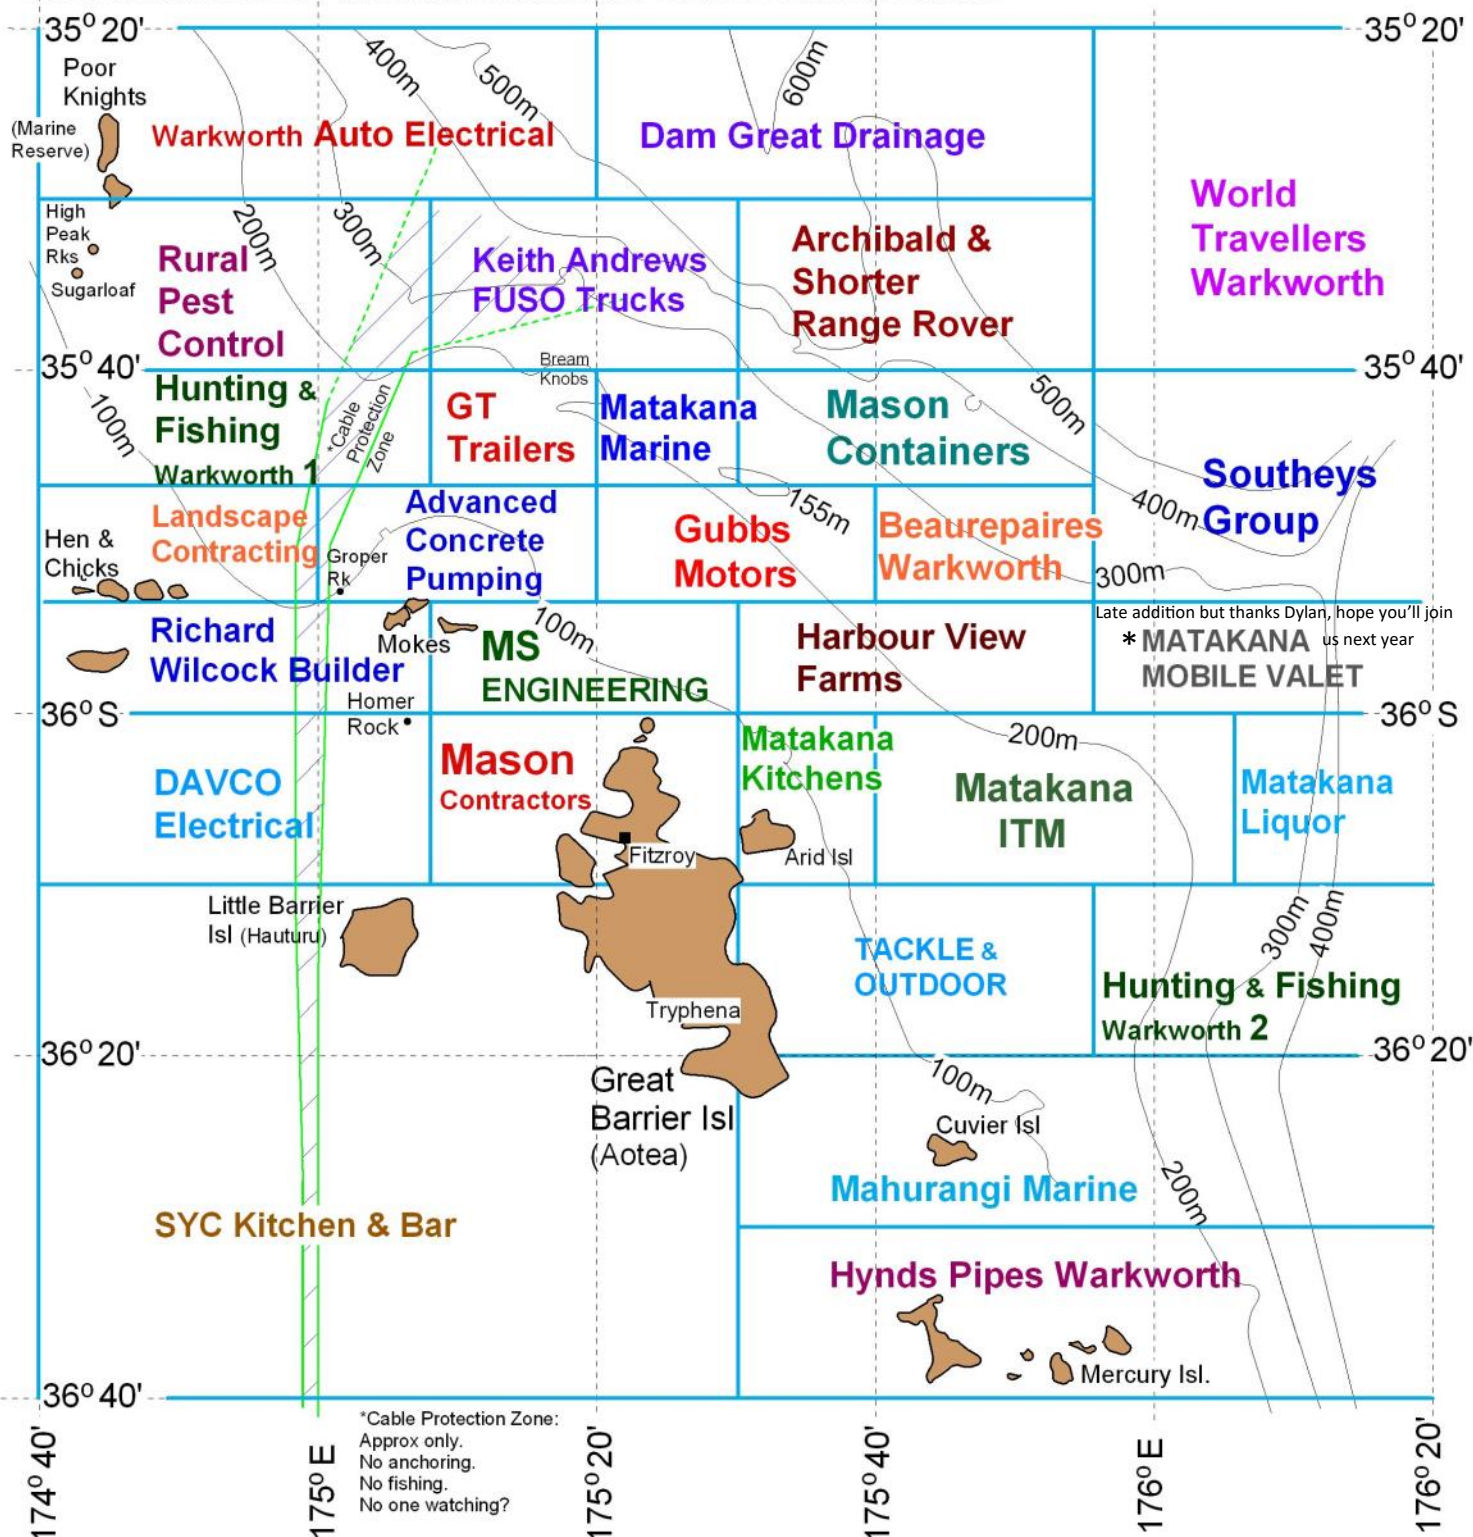 35° 20'
35° 20'
400m
500m
600m
Poor
Knights
(Marine
Reserve)
Warkworth Auto Electrical
Dam Great Drainage
High
Peak
Rks
Sugarloaf
200m
300m
Rural
Pest
Control
Keith Andrews
FUSO Trucks
Archibald &
Shorter
Range Rover
World
Travellers
Warkworth
35° 40'
35° 40'
Bream
Knobs
100m
Hunting &
Fishing
Warkworth 1
*Cable
Protection
Zone
GT
Trailers
Matakana
Marine
Mason
Containers
500m
Southeys
Group
400m
Landscape
Contracting
Hen &
Chicks
Groper
Rk
Advanced
Concrete
Pumping
Gubbs
Motors
155m
Beaurepaires
Warkworth
300m
Late addition but thanks Dylan, hope you'll join
us next year
* MATAKANA
MOBILE VALET
Richard
Wilcock Builder
Mokes
100m
MS
ENGINEERING
Harbour View
Farms
Homer
Rock
36° S
36° S
DAVCO
Electrical
Mason
Contractors
Matakana
Kitchens
200m
Matakana
ITM
Matakana
Liquor
Fitzroy
Arid Isl
Little Barrier
Isl (Hauturu)
TACKLE &
OUTDOOR
300m
400m
Hunting & Fishing
Warkworth 2
Tryphena
36° 20'
36° 20'
Great
Barrier Isl
(Aotea)
100m
Cuvier Isl
Mahurangi Marine
200m
SYC Kitchen & Bar
Hynds Pipes Warkworth
Mercury Isl.
36° 40'
*Cable Protection Zone:
Approx only.
No anchoring.
No fishing.
No one watching?
174° 40'
175° E
175° 20'
175° 40'
176° E
176° 20'